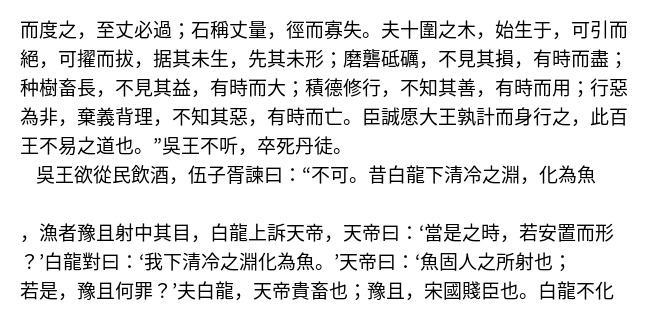 而度之，至丈必過；石稱丈量，徑而寡失。夫十圍之木，始生于，可引而
絕，可擢而拔，据其未生，先其未形；磨礱砥礪，不見其損，有時而盡；
种樹畜長，不見其益，有時而大；積德修行，不知其善，有時而用；行惡
為非，棄義背理，不知其惡，有時而亡。臣誠愿大王孰計而身行之，此百
王不易之道也。”吳王不听，卒死丹徒。
吳王欲從民飲酒，伍子胥諫曰：“不可。昔白龍下清冷之淵，化為魚
，漁者豫且射中其目，白龍上訴天帝，天帝曰：‘當是之時，若安置而形
？’白龍對曰：‘我下清冷之淵化為魚。’天帝曰：‘魚固人之所射也；
若是，豫且何罪？’夫白龍，天帝貴畜也；豫且，宋國賤臣也。白龍不化